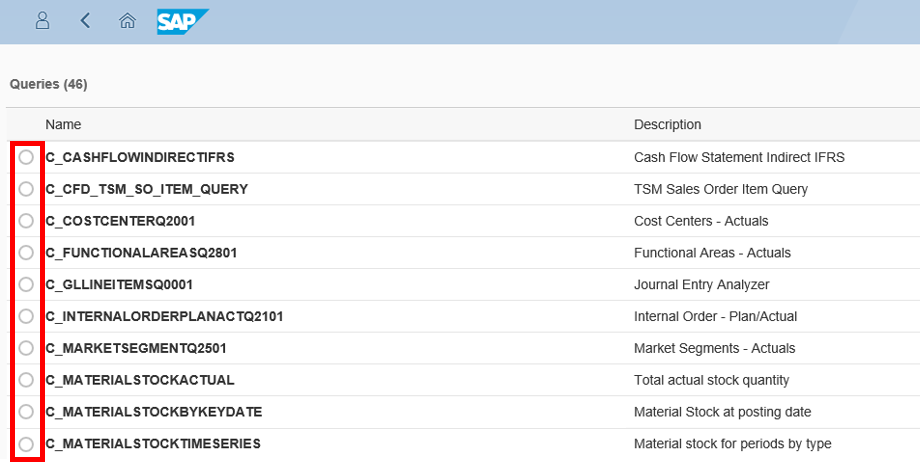 SAP
Queries (46)
Name Description
C_CASHFLOWINDIRECTIFRS Cash Flow Statement Indirect IFRS
C_CFD_TSM_SO_ITEM_QUERY TSM Sales Order Item Query
C_COSTCENTERQ2001 Cost Centers - Actuals
C_FUNCTIONALAREASQ2801 Functional Areas - Actuals
C_GLLINEITEMSQ0001 Journal Entry Analyzer
C_INTERNALORDERPLANACTQ2101 Internal Order - Plan/Actual
C_MARKETSEGMENTQ2501 Market Segments - Actuals
C_MATERIALSTOCKACTUAL Total actual stock quantity
C_MATERIALSTOCKBYKEYDATE Material Stock at posting date
C_MATERIALSTOCKTIMESERIES Material stock for periods by type